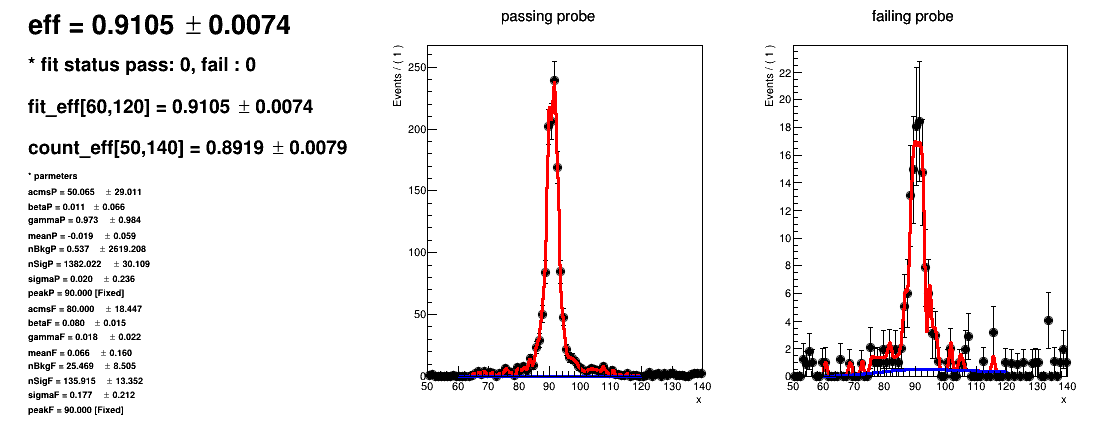 eff = 0.9105 ± 0.0074
* fit status pass: 0, fail : 0
fit_eff[60,120] = 0.9105 ± 0.0074
count_eff[50,140] = 0.8919 ± 0.0079
* parmeters
acmsP = 50.065 ± 29.011
betaP = 0.011 ± 0.066
gammaP = 0.973 ± 0.984
meanP = -0.019 ± 0.059
nBkgP = 0.537 ± 2619.208
nSigP = 1382.022 ± 30.109
sigmaP = 0.020 ± 0.236
peakP = 90.000 [Fixed]
acmsF = 80.000 ± 18.447
betaF = 0.080 ± 0.015
gammaF = 0.018 ± 0.022
meanF = 0.066 ± 0.160
nBkgF = 25.469 ± 8.505
nSigF = 135.915 ± 13.352
sigmaF = 0.177 ± 0.212
peakF = 90.000 [Fixed]
passing probe
Events / ( 1 )
250
200
150
100
50
0
50 60 70 80 90 100 110 120 130 140
x
failing probe
Events / ( 1 )
22
20
18
16
14
12
10
8
6
4
2
0
50 60 70 80 90 100 110 120 130 140
x